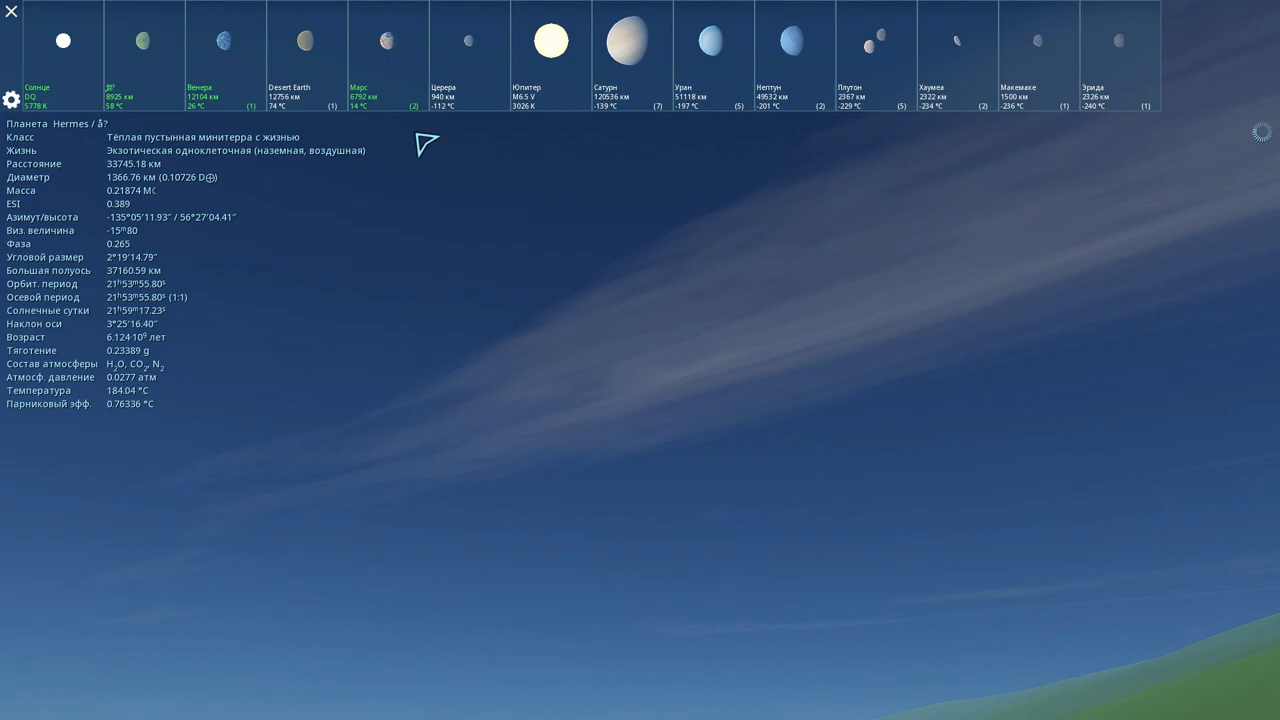 Солнце
DQ
5778 K
8925 км
58 °C
Венера
12104 км
26 °C (1)
Desert Earth
12756 км
74 °C (1)
Марс
6792 км
14 °C (2)
Церера
940 км
-112 °C
Юпитер
M6.5 V
3026 K
Сатурн
120536 км
-139 °C (7)
Уран
51118 км
-197 °C (5)
Нептун
49532 км
-201 °C (2)
Плутон
2367 км
-229 °C (5)
Хаумеа
2322 км
-234 °C (2)
Макемаке
1500 км
-236 °C (1)
Эрида
2326 км
-240 °C (1)
Планета Hermes / å?
Класс Тёплая пустынная минитерра с жизнью
Жизнь Экзотическая одноклеточная (наземная, воздушная)
Расстояние 33745.18 км
Диаметр 1366.76 км (0.10726 D⊕)
Масса 0.21874 M☾
ESI 0.389
Азимут/высота -135°05′11.93″ / 56°27′04.41″
Виз. величина -15ᵐ80
Фаза 0.265
Угловой размер 2°19′14.79″
Большая полуось 37160.59 км
Орбит. период 21ʰ53ᵐ55.80ˢ
Осевой период 21ʰ53ᵐ55.80ˢ (1:1)
Солнечные сутки 21ʰ59ᵐ17.23ˢ
Наклон оси 3°25′16.40″
Возраст 6.124·10⁹ лет
Тяготение 0.23389 g
Состав атмосферы H₂O, CO₂, N₂
Атмосф. давление 0.0277 атм
Температура 184.04 °C
Парниковый эфф. 0.76336 °C